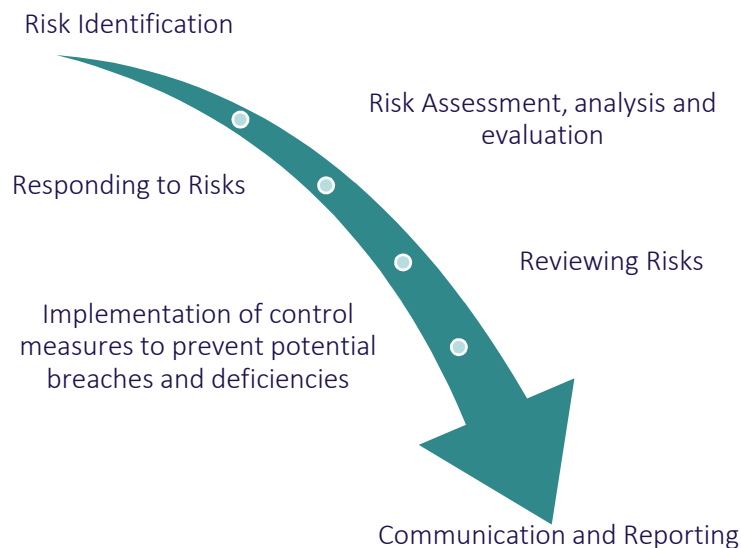 Risk Identification
Risk Assessment, analysis and
evaluation
Responding to Risks
Reviewing Risks
Implementation of control
measures to prevent potential
breaches and deficiencies
Communication and Reporting